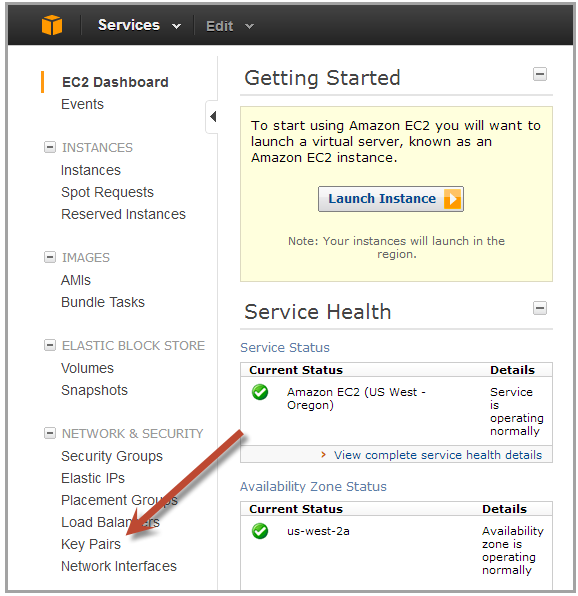 Services
Edit
EC2 Dashboard
Events
INSTANCES
Instances
Spot Requests
Reserved Instances
IMAGES
AMIs
Bundle Tasks
ELASTIC BLOCK STORE
Volumes
Snapshots
NETWORK & SECURITY
Security Groups
Elastic IPs
Placement Groups
Load Balancers
Key Pairs
Network Interfaces
Getting Started
To start using Amazon EC2 you will want to
launch a virtual server, known as an
Amazon EC2 instance.
Launch Instance
Note: Your instances will launch in the
region.
Service Health
Service Status
Current Status
Details
Amazon EC2 (US West -
Oregon)
Service
is
operating
normally
View complete service health details
Availability Zone Status
Current Status
Details
us-west-2a
Availability
zone is
operating
normally